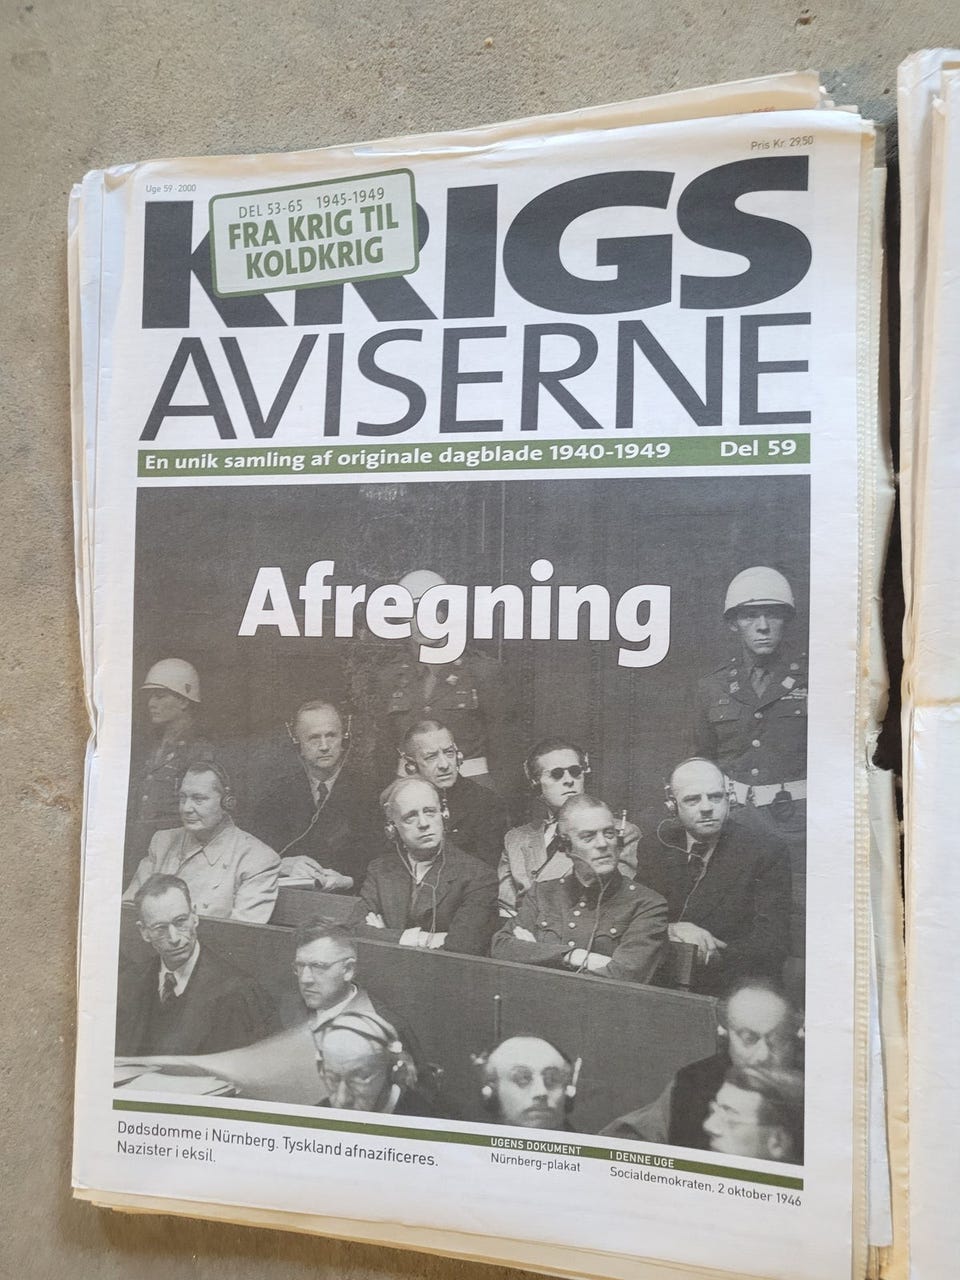 Uge 59 · 2000
Pris Kr. 29,50
DEL 53-65 1945-1949
FRA KRIG TIL
KOLDKRIG
KRIGS
AVISERNE
En unik samling af originale dagblade 1940-1949 Del 59
Afregning
Dødsdomme i Nürnberg. Tyskland afnazificeres.
Nazister i eksil.
UGENS DOKUMENT
Nürnberg-plakat
I DENNE UGE
Socialdemokraten, 2 oktober 1946